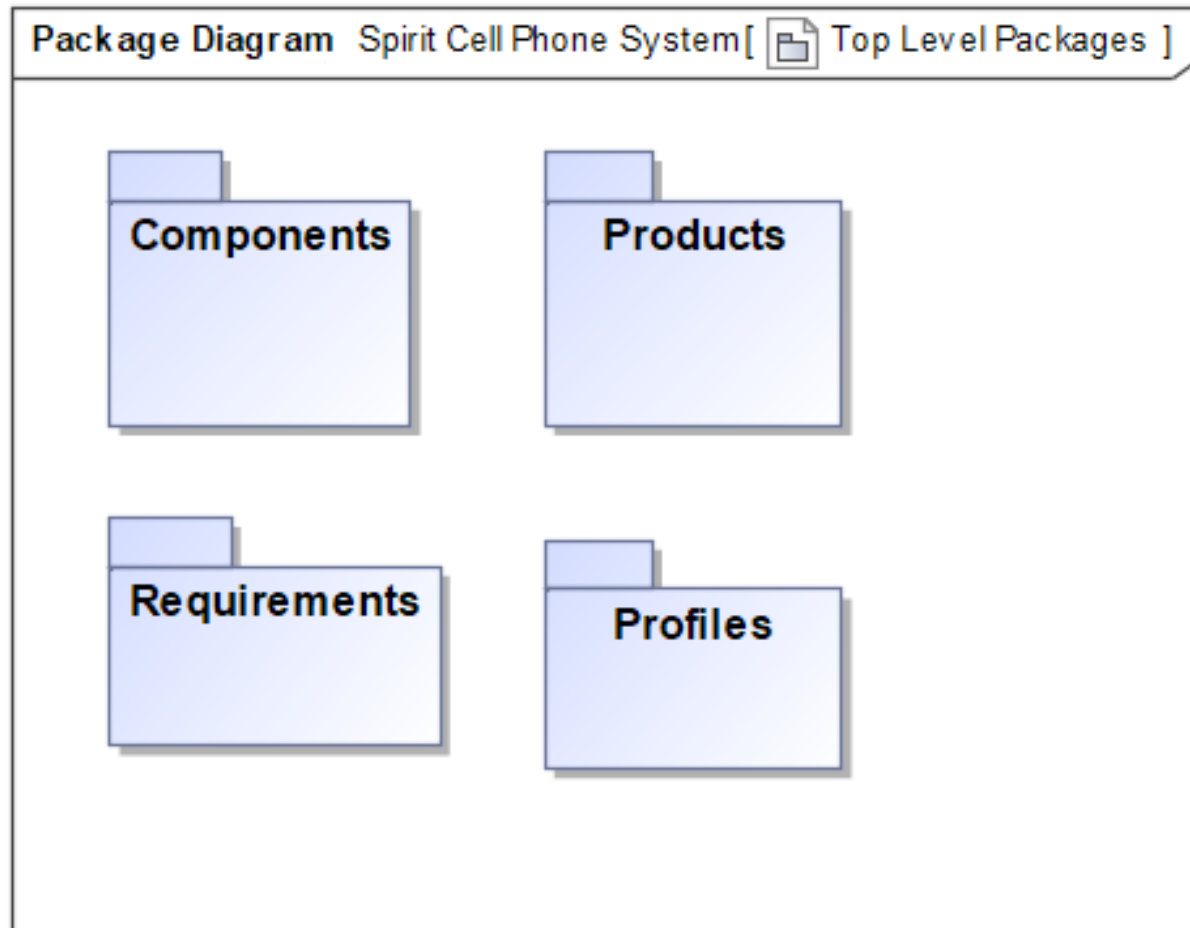 Package Diagram Spirit Cell Phone System[ Top Level Packages ]
Components
Products
Requirements
Profiles